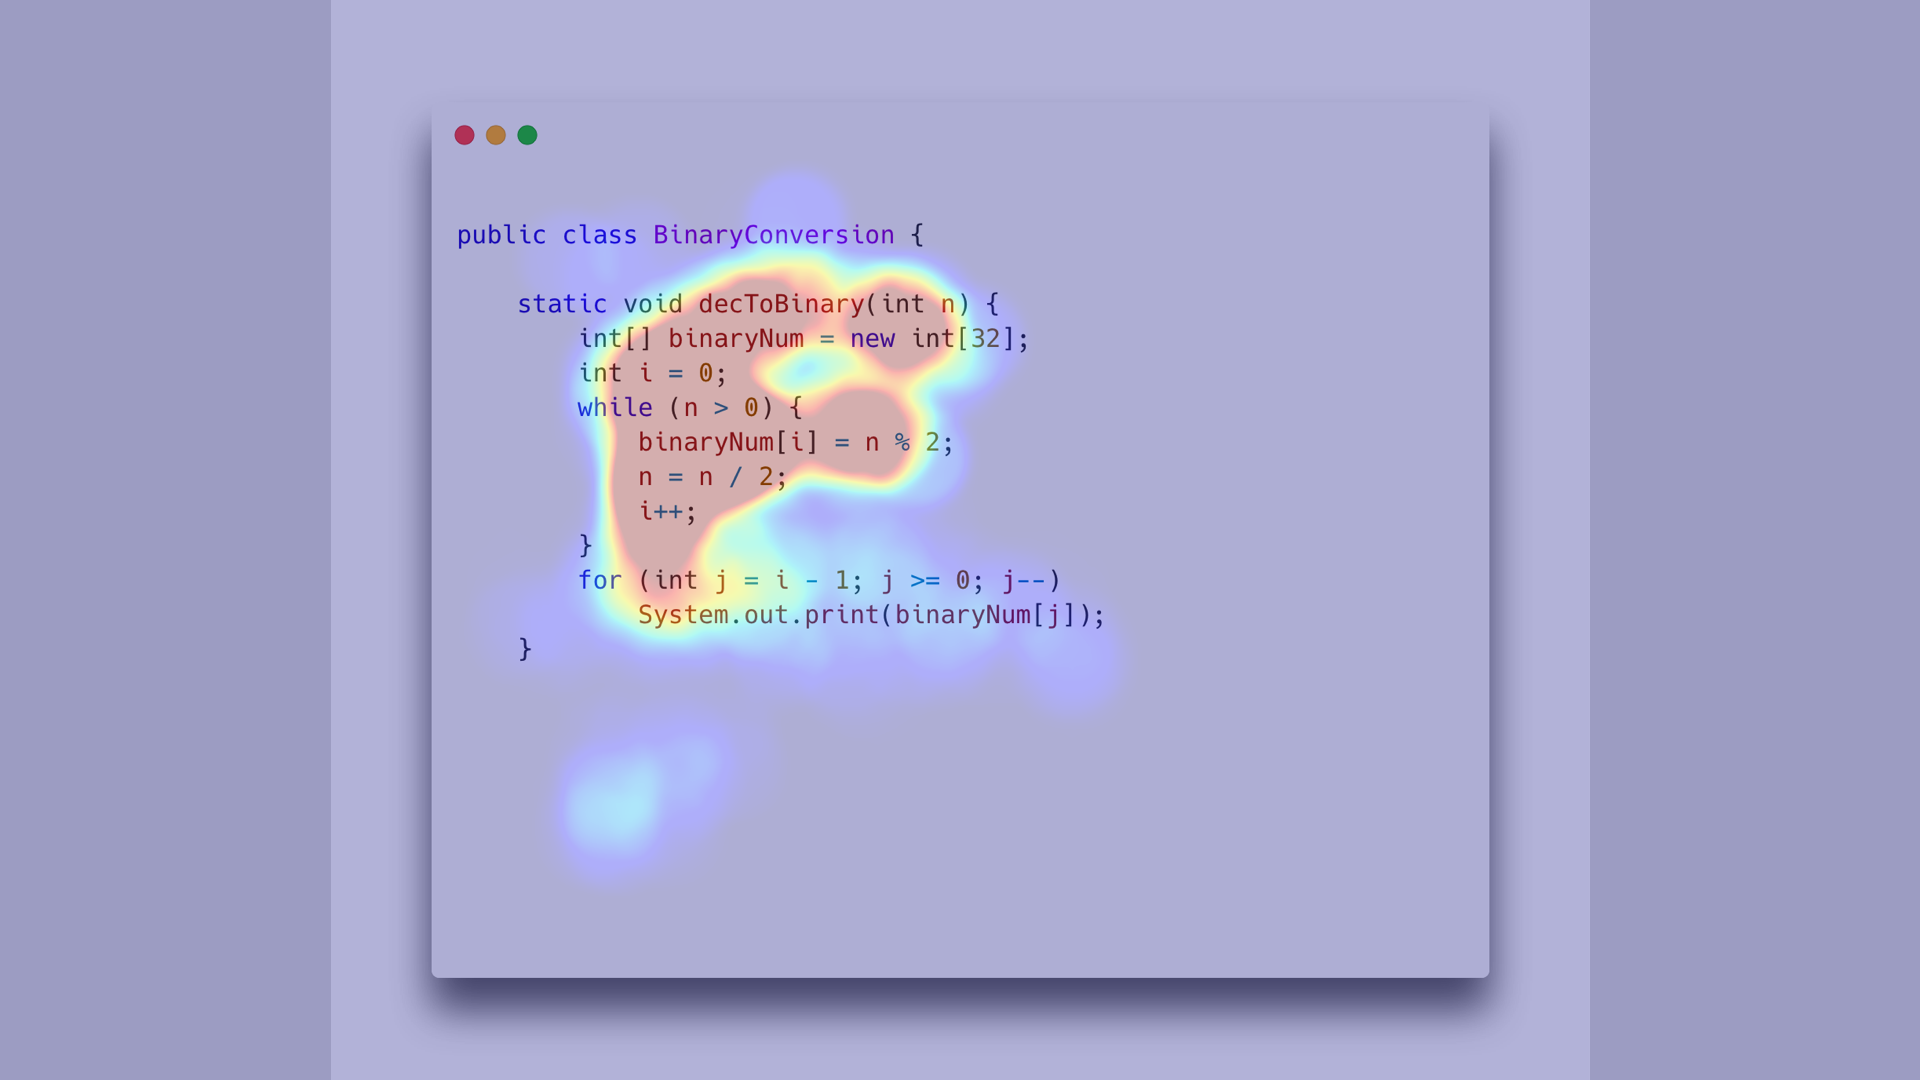 public class BinaryConversion {
static void decToBinary(int n) {
int[] binaryNum = new int[32];
int i = 0;
while (n > 0) {
binaryNum[i] = n % 2;
n = n / 2;
i++;
}
for (int j = i - 1; j >= 0; j--)
System.out.print(binaryNum[j]);
}